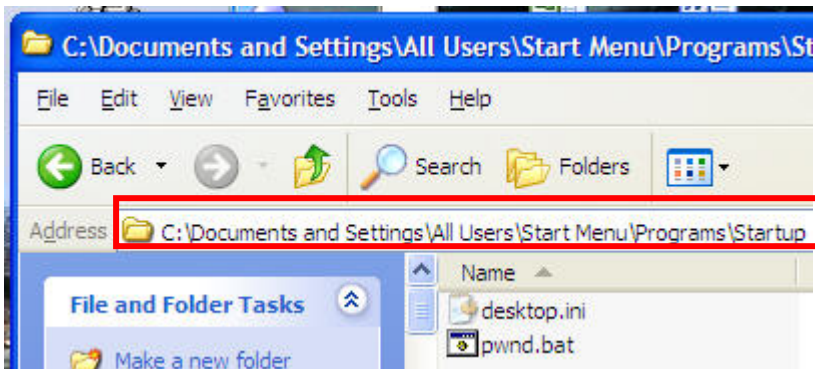 C:\Documents and Settings\All Users\Start Menu\Programs\St
File Edit View Favorites Tools Help
Back Search Folders
Address C:\Documents and Settings\All Users\Start Menu\Programs\Startup
Name
File and Folder Tasks
desktop.ini
pwnd.bat
Make a new folder